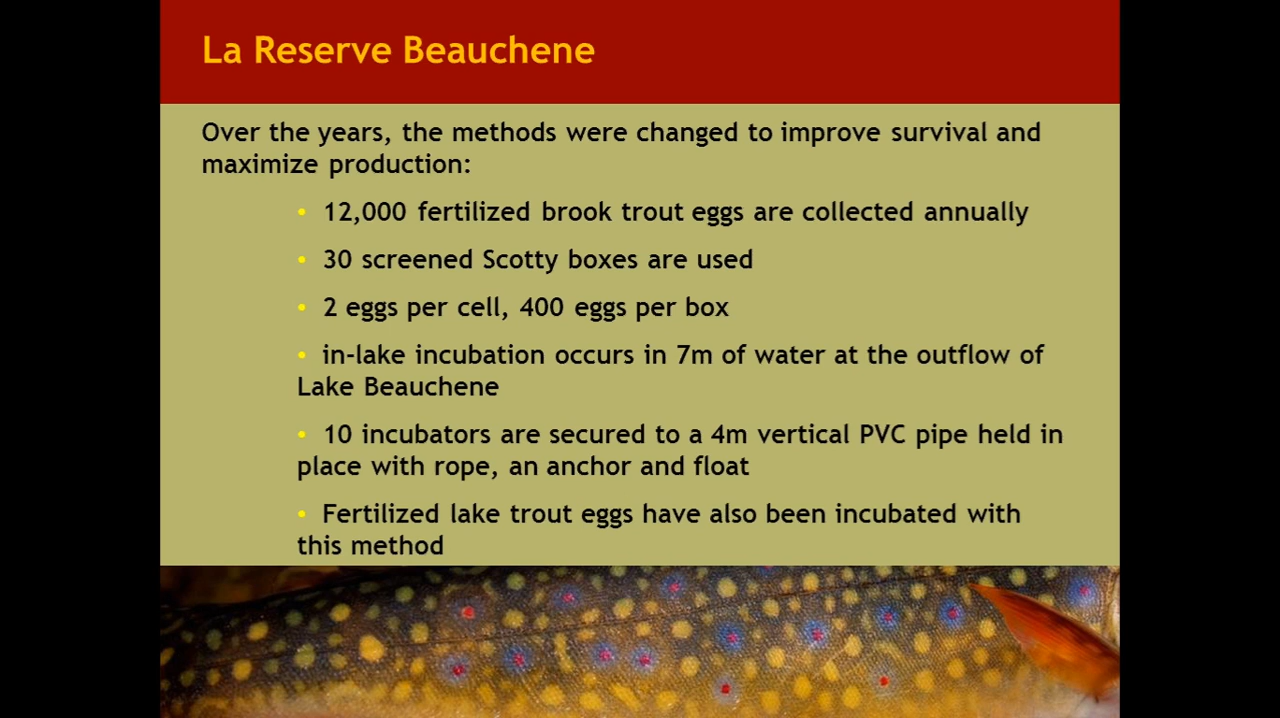 La Reserve Beauchene
Over the years, the methods were changed to improve survival and
maximize production:
• 12,000 fertilized brook trout eggs are collected annually
• 30 screened Scotty boxes are used
• 2 eggs per cell, 400 eggs per box
• in-lake incubation occurs in 7m of water at the outflow of
Lake Beauchene
• 10 incubators are secured to a 4m vertical PVC pipe held in
place with rope, an anchor and float
• Fertilized lake trout eggs have also been incubated with
this method